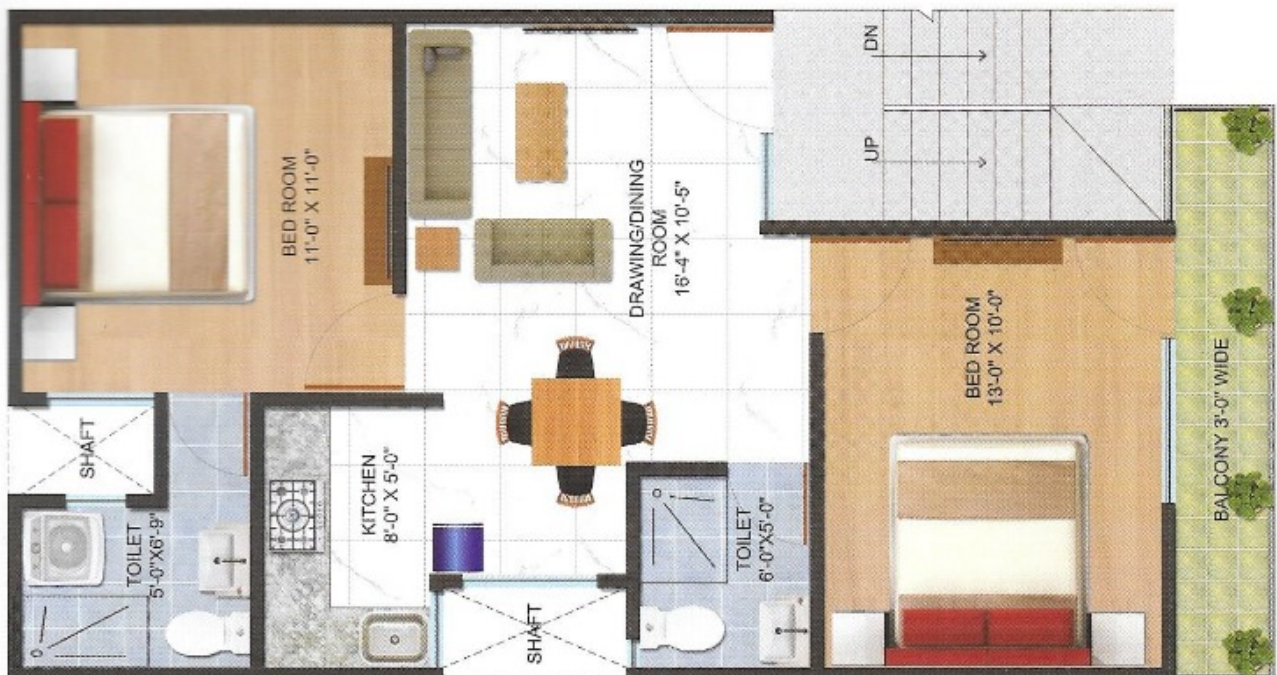 BED ROOM
11'-0" X 11'-0"
DRAWING/DINING
ROOM
16'-4" X 10'-5"
DN
UP
BED ROOM
13'-0" X 10'-0"
BALCONY 3'-0" WIDE
SHAFT
TOILET
5'-0"X6'-9"
KITCHEN
8'-0" X 5'-0"
SHAFT
TOILET
6'-0"X5'-0"